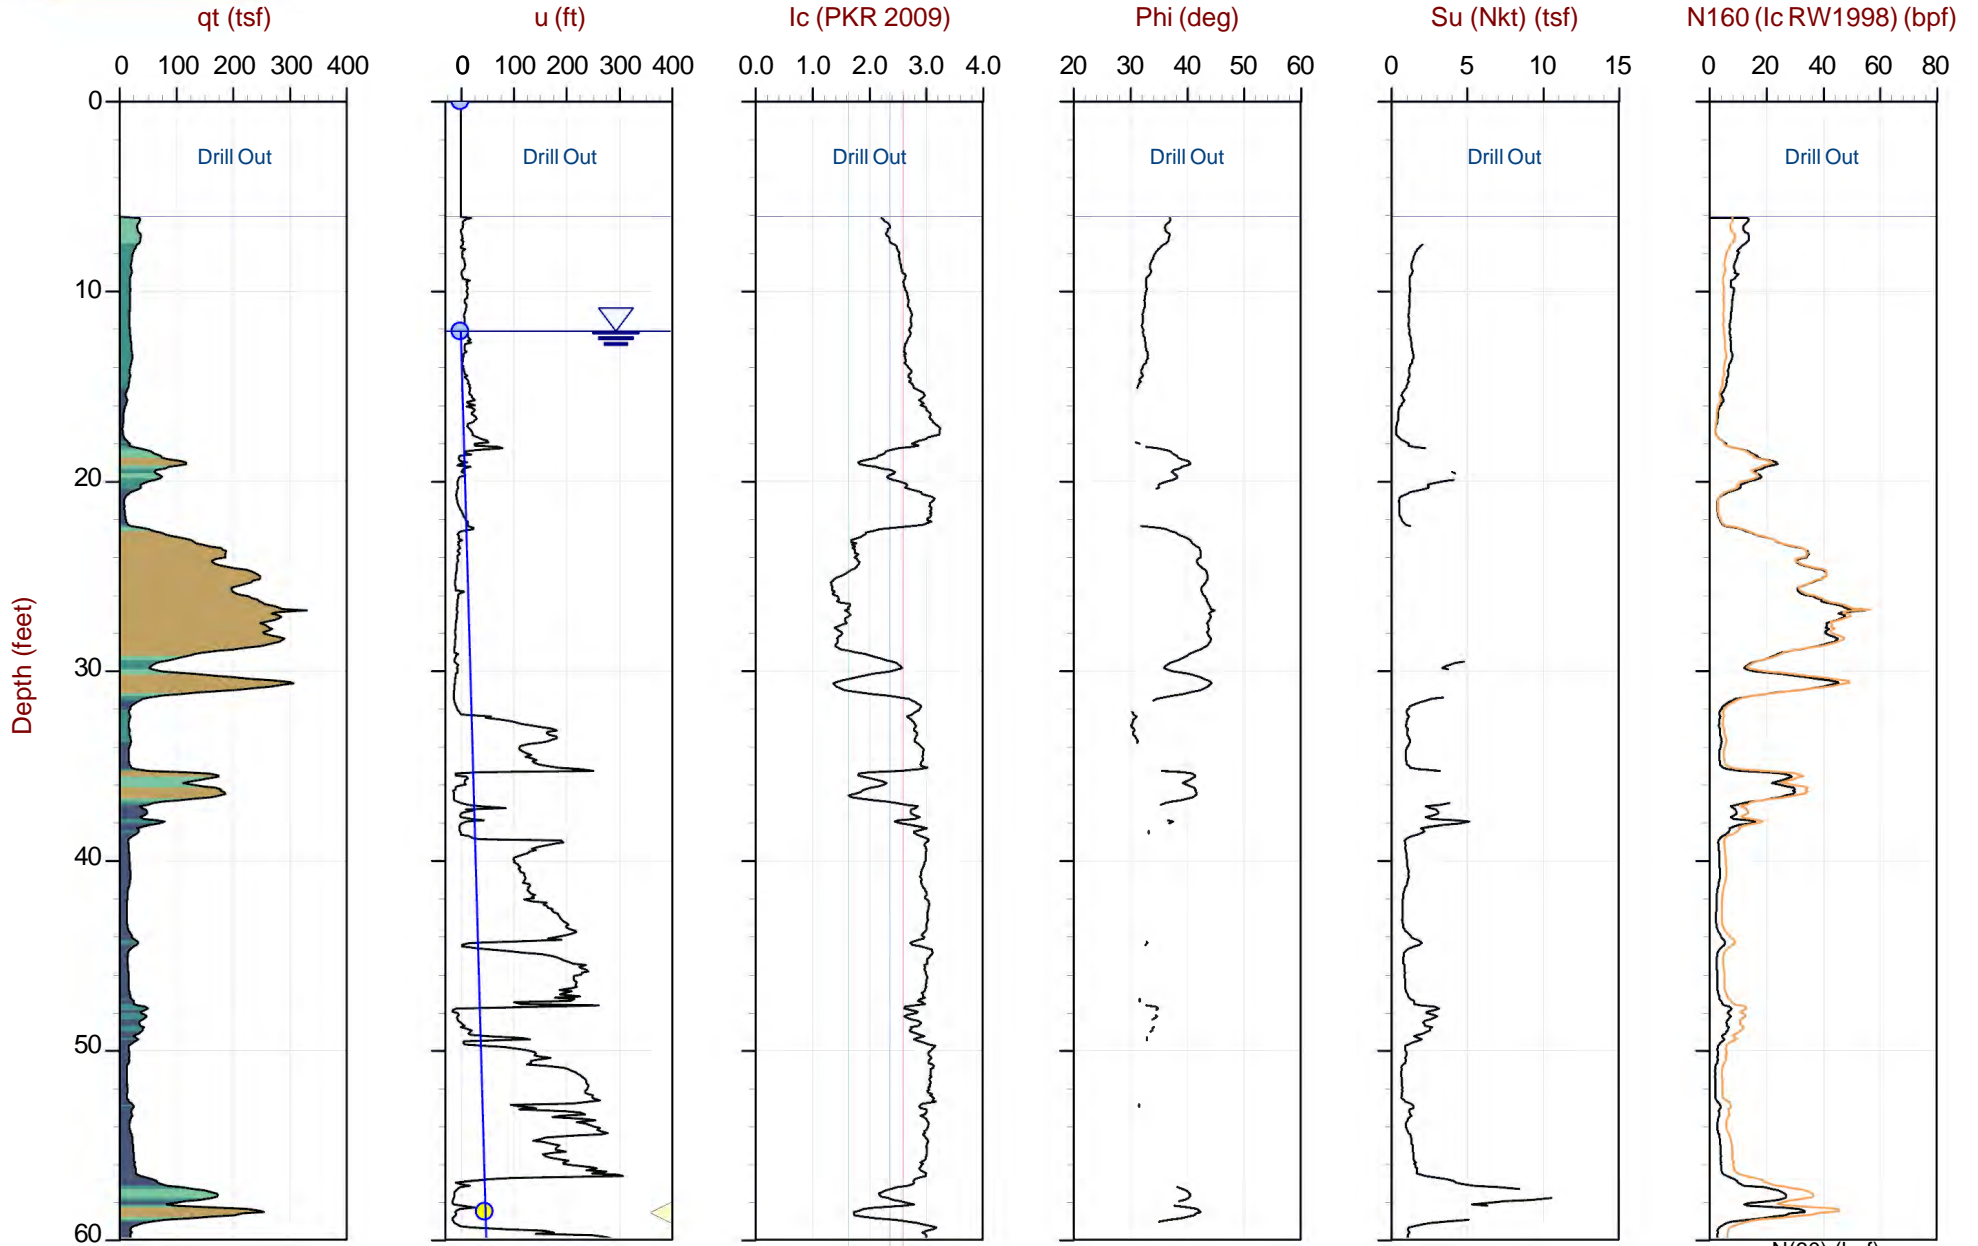 qt (tsf) u (ft) Ic (PKR 2009) Phi (deg) Su (Nkt) (tsf) N160 (Ic RW1998) (bpf)
0 100 200 300 400 0 100 200 300 400 0.0 1.0 2.0 3.0 4.0 20 30 40 50 60 0 5 10 15 0 20 40 60 80
0
Drill Out Drill Out Drill Out Drill Out Drill Out Drill Out
10
20
30
Depth (feet)
40
50
60